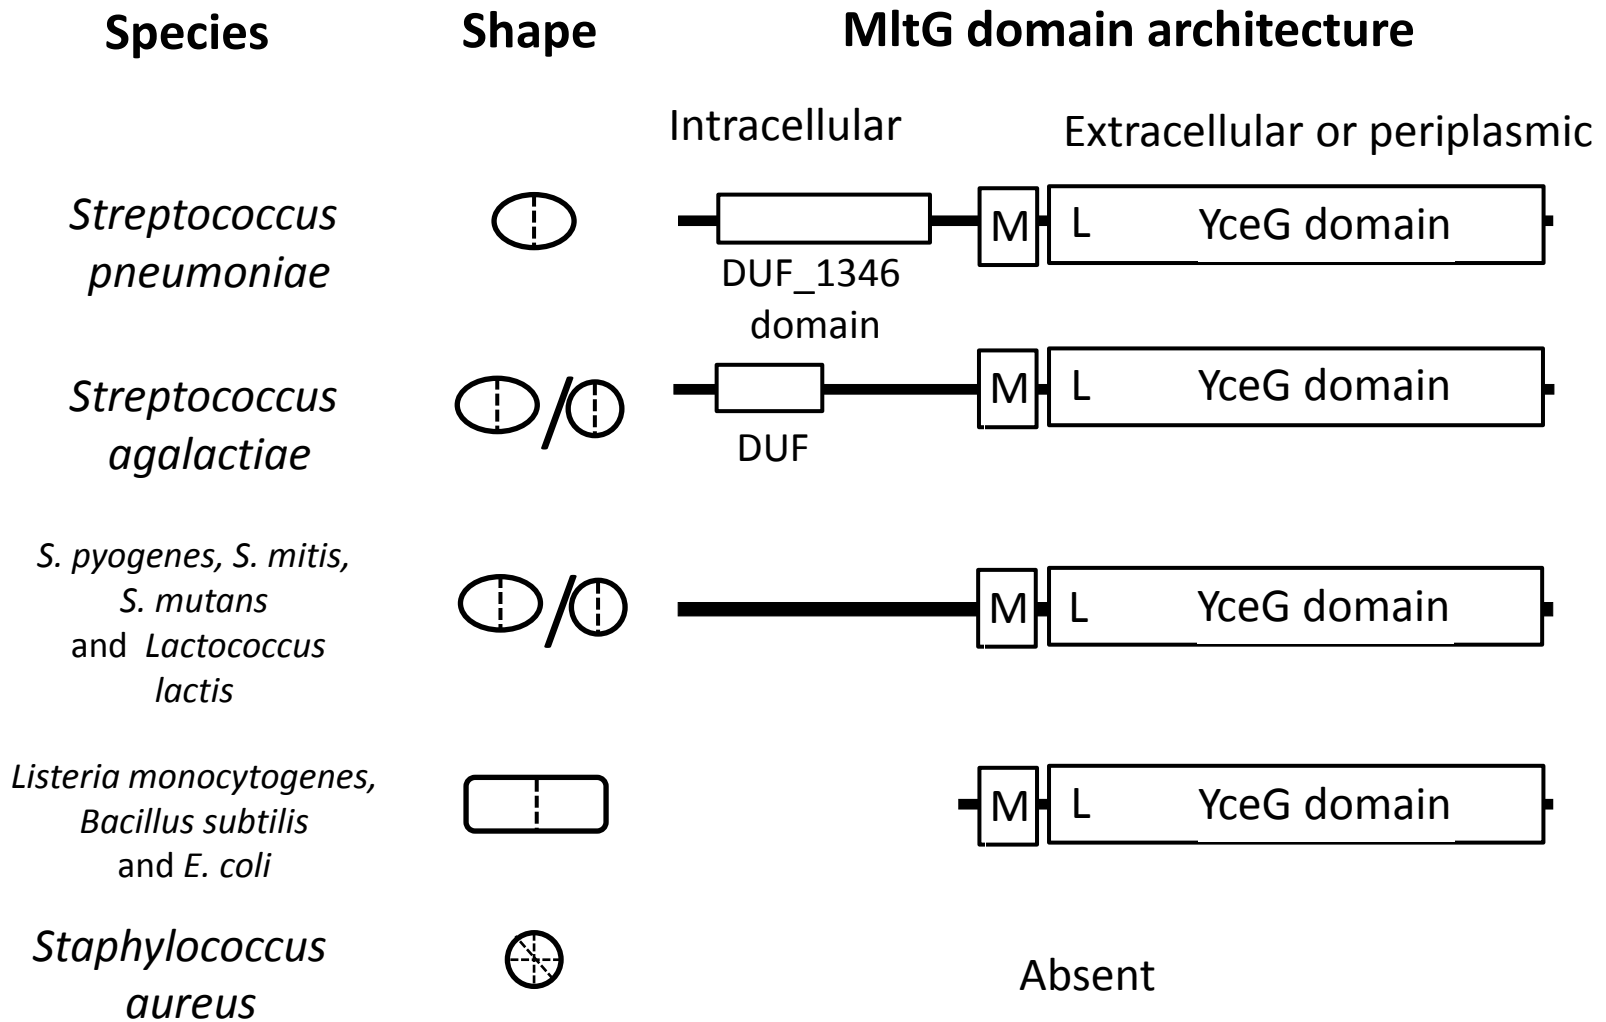 Species Shape MltG domain architecture
Intracellular Extracellular or periplasmic
Streptococcus
pneumoniae
M L YceG domain
DUF_1346
domain
Streptococcus
agalactiae
M L YceG domain
DUF
S. pyogenes, S. mitis,
S. mutans
and Lactococcus
lactis
M L YceG domain
Listeria monocytogenes,
Bacillus subtilis
and E. coli
M L YceG domain
Staphylococcus
aureus
Absent